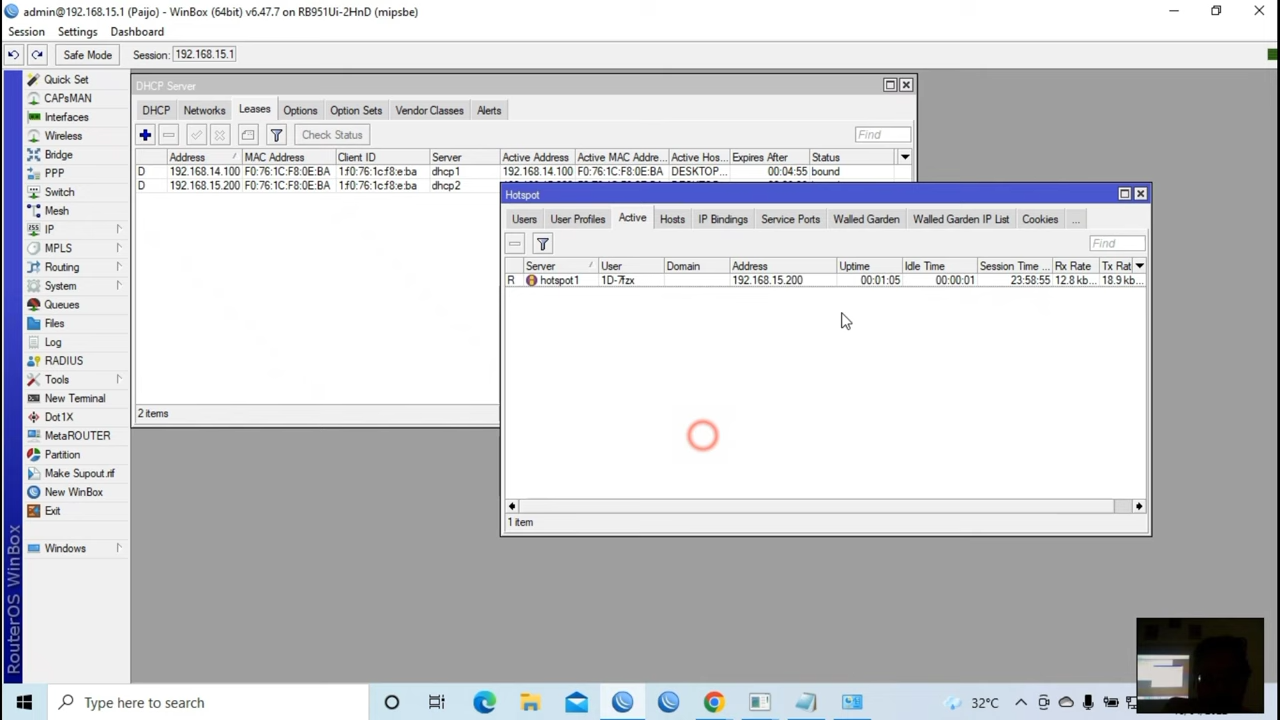 admin@192.168.15.1 (Paijo) - WinBox (64bit) v6.47.7 on RB951Ui-2HnD (mipsbe)
Session Settings Dashboard
Safe Mode Session: 192.168.15.1
Quick Set
CAPsMAN
Interfaces
Wireless
Bridge
PPP
Switch
Mesh
IP
MPLS
Routing
System
Queues
Files
Log
RADIUS
Tools
New Terminal
Dot1X
MetaROUTER
Partition
Make Supout.rif
New WinBox
Exit
Windows
RouterOS WinBox
DHCP Server
DHCP Networks Leases Options Option Sets Vendor Classes Alerts
Check Status Find
Address MAC Address Client ID Server Active Address Active MAC Addre... Active Hos... Expires After Status
D 192.168.14.100 F0:76:1C:F8:0E:BA 1:f0:76:1c:f8:e:ba dhcp1 192.168.14.100 F0:76:1C:F8:0E:BA DESKTOP... 00:04:55 bound
D 192.168.15.200 F0:76:1C:F8:0E:BA 1:f0:76:1c:f8:e:ba dhcp2
2 items
Hotspot
Users User Profiles Active Hosts IP Bindings Service Ports Walled Garden Walled Garden IP List Cookies ...
Find
Server User Domain Address Uptime Idle Time Session Time ... Rx Rate Tx Rat
R hotspot1 192.168.15.200 00:01:05 00:00:01 23:58:55 12.8 kb... 18.9 kb...
1 item
Type here to search
32°C